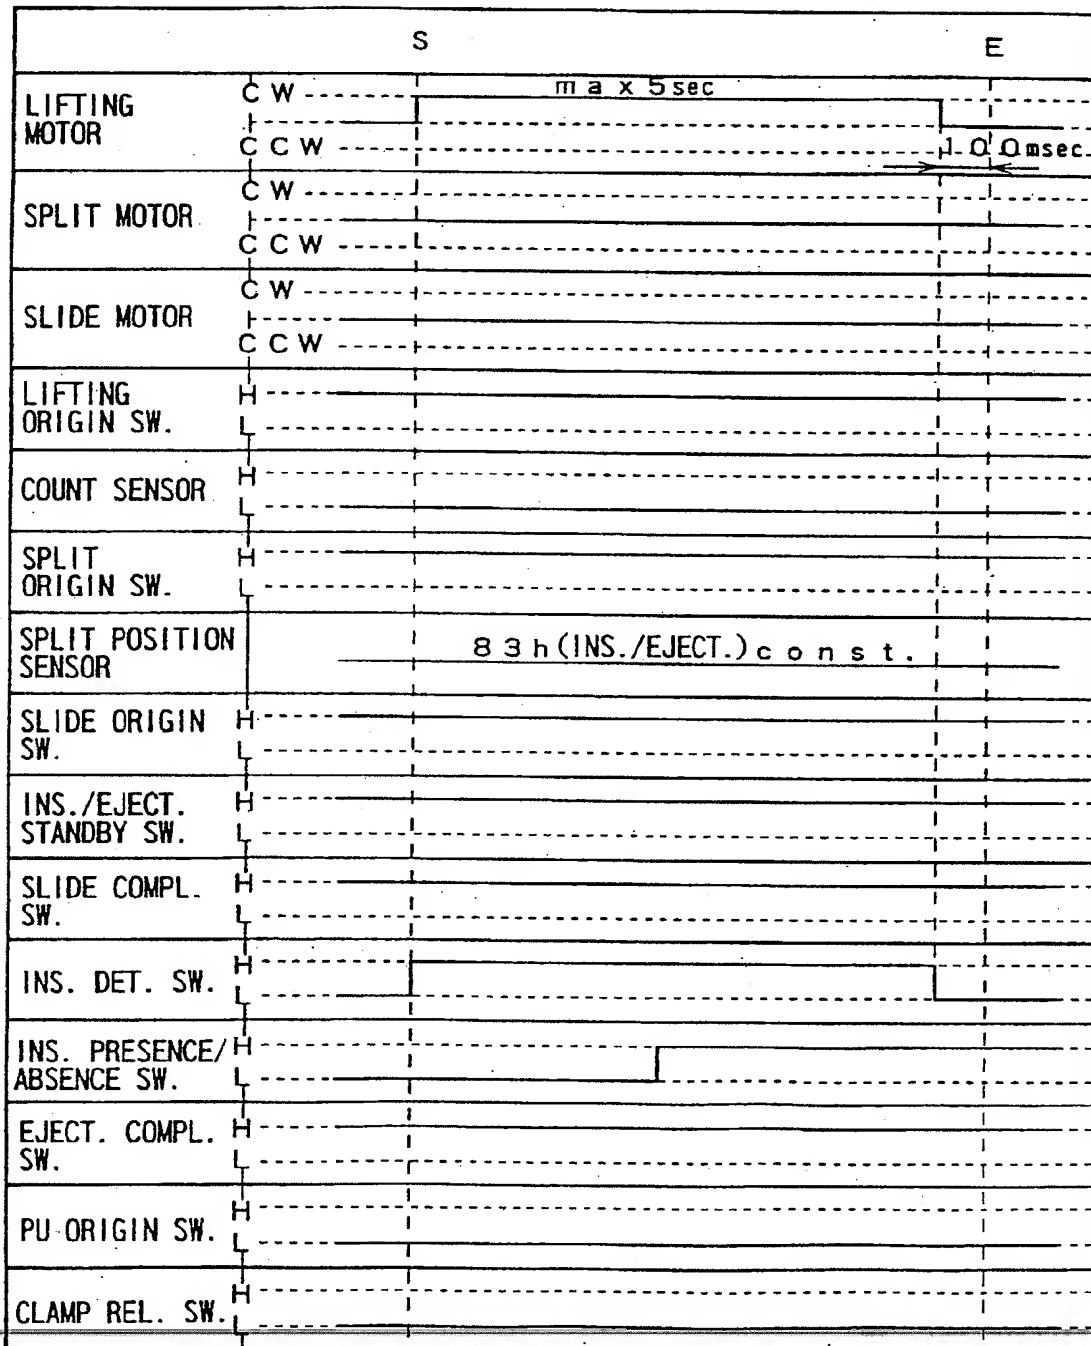 S E
LIFTING MOTOR
CW
max 5sec
CCW
100msec
SPLIT MOTOR
CW
CCW
SLIDE MOTOR
CW
CCW
LIFTING ORIGIN SW.
H
L
COUNT SENSOR
H
L
SPLIT ORIGIN SW.
H
L
SPLIT POSITION SENSOR
83h(INS./EJECT.)const.
SLIDE ORIGIN SW.
H
L
INS./EJECT. STANDBY SW.
H
L
SLIDE COMPL. SW.
H
L
INS. DET. SW.
H
L
INS. PRESENCE/ ABSENCE SW.
H
L
EJECT. COMPL. SW.
H
L
PU ORIGIN SW.
H
L
CLAMP REL. SW.
H
L